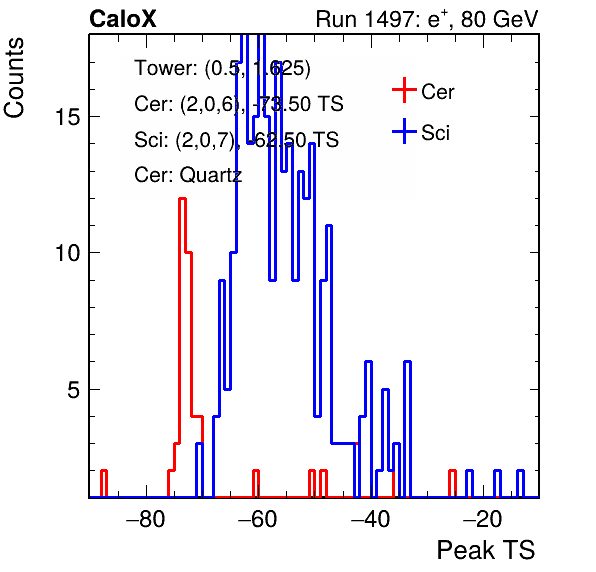 CaloX Run 1497: e⁺, 80 GeV
Counts
Tower: (0.5, 1.625)
Cer: (2,0,6), -73.50 TS
Sci: (2,0,7), -62.50 TS
Cer: Quartz
Cer
Sci
15
10
5
−80 −60 −40 −20
Peak TS